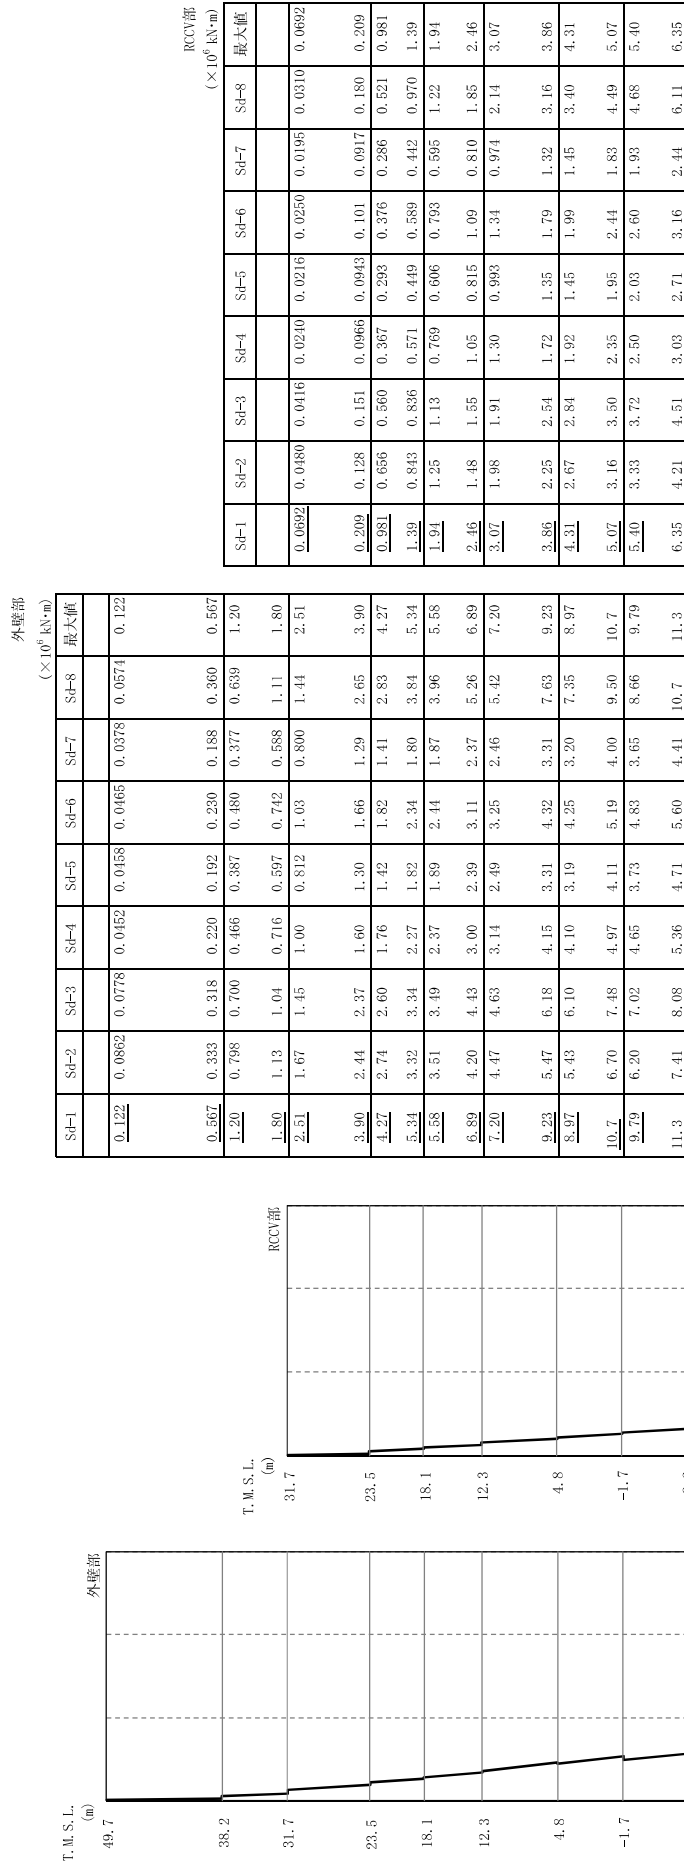 T.M.S.L.
(m)
外壁部
49.7
38.2
31.7
23.5
18.1
12.3
4.8
-1.7
T.M.S.L.
(m)
RCCV部
31.7
23.5
18.1
12.3
4.8
-1.7
外壁部
(×10⁶ kN･m)
Sd-1 Sd-2 Sd-3 Sd-4 Sd-5 Sd-6 Sd-7 Sd-8 最大値
0.122 0.0862 0.0778 0.0452 0.0458 0.0465 0.0378 0.0574 0.122
0.567 0.333 0.318 0.220 0.192 0.230 0.188 0.360 0.567
1.20 0.798 0.700 0.466 0.387 0.480 0.377 0.639 1.20
1.80 1.13 1.04 0.716 0.597 0.742 0.588 1.11 1.80
2.51 1.67 1.45 1.00 0.812 1.03 0.800 1.44 2.51
3.90 2.44 2.37 1.60 1.30 1.66 1.29 2.65 3.90
4.27 2.74 2.60 1.76 1.42 1.82 1.41 2.83 4.27
5.34 3.32 3.34 2.27 1.82 2.34 1.80 3.84 5.34
5.58 3.51 3.49 2.37 1.89 2.44 1.87 3.96 5.58
6.89 4.20 4.43 3.00 2.39 3.11 2.37 5.26 6.89
7.20 4.47 4.63 3.14 2.49 3.25 2.46 5.42 7.20
9.23 5.47 6.18 4.15 3.31 4.32 3.31 7.63 9.23
8.97 5.43 6.10 4.10 3.19 4.25 3.20 7.35 8.97
10.7 6.70 7.48 4.97 4.11 5.19 4.00 9.50 10.7
9.79 6.20 7.02 4.65 3.73 4.83 3.65 8.66 9.79
11.3 7.41 8.08 5.36 4.71 5.60 4.41 10.7 11.3
RCCV部
(×10⁶ kN･m)
Sd-1 Sd-2 Sd-3 Sd-4 Sd-5 Sd-6 Sd-7 Sd-8 最大値
0.0692 0.0480 0.0416 0.0240 0.0216 0.0250 0.0195 0.0310 0.0692
0.209 0.128 0.151 0.0966 0.0943 0.101 0.0917 0.180 0.209
0.981 0.656 0.560 0.367 0.293 0.376 0.286 0.521 0.981
1.39 0.843 0.836 0.571 0.449 0.589 0.442 0.970 1.39
1.94 1.25 1.13 0.769 0.606 0.793 0.595 1.22 1.94
2.46 1.48 1.55 1.05 0.815 1.09 0.810 1.85 2.46
3.07 1.98 1.91 1.30 0.993 1.34 0.974 2.14 3.07
3.86 2.25 2.54 1.72 1.35 1.79 1.32 3.16 3.86
4.31 2.67 2.84 1.92 1.45 1.99 1.45 3.40 4.31
5.07 3.16 3.50 2.35 1.95 2.44 1.83 4.49 5.07
5.40 3.33 3.72 2.50 2.03 2.60 1.93 4.68 5.40
6.35 4.21 4.51 3.03 2.71 3.16 2.44 6.11 6.35